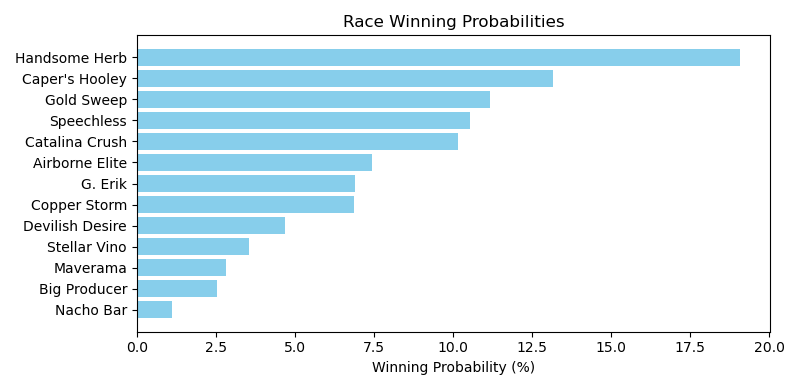 Race Winning Probabilities
Handsome Herb
Caper's Hooley
Gold Sweep
Speechless
Catalina Crush
Airborne Elite
G. Erik
Copper Storm
Devilish Desire
Stellar Vino
Maverama
Big Producer
Nacho Bar
0.0 2.5 5.0 7.5 10.0 12.5 15.0 17.5 20.0
Winning Probability (%)